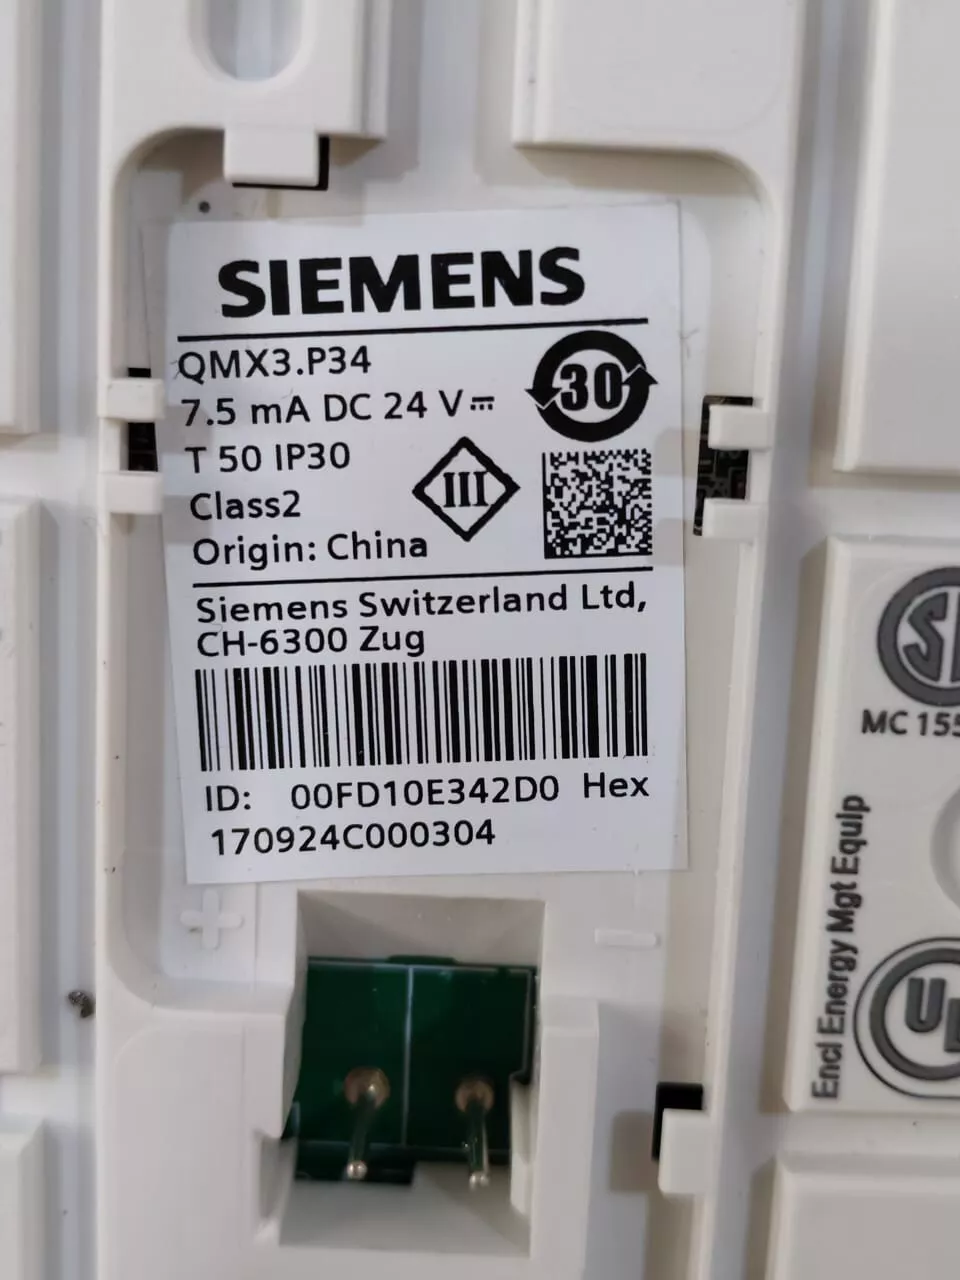 SIEMENS
QMX3.P34
7.5 mA DC 24 V⎓
30
T 50 IP30
III
Class2
Origin: China
Siemens Switzerland Ltd,
CH-6300 Zug
ID: 00FD10E342D0 Hex
170924C000304
+
–
MC 155
Encl Energy Mgt Equip